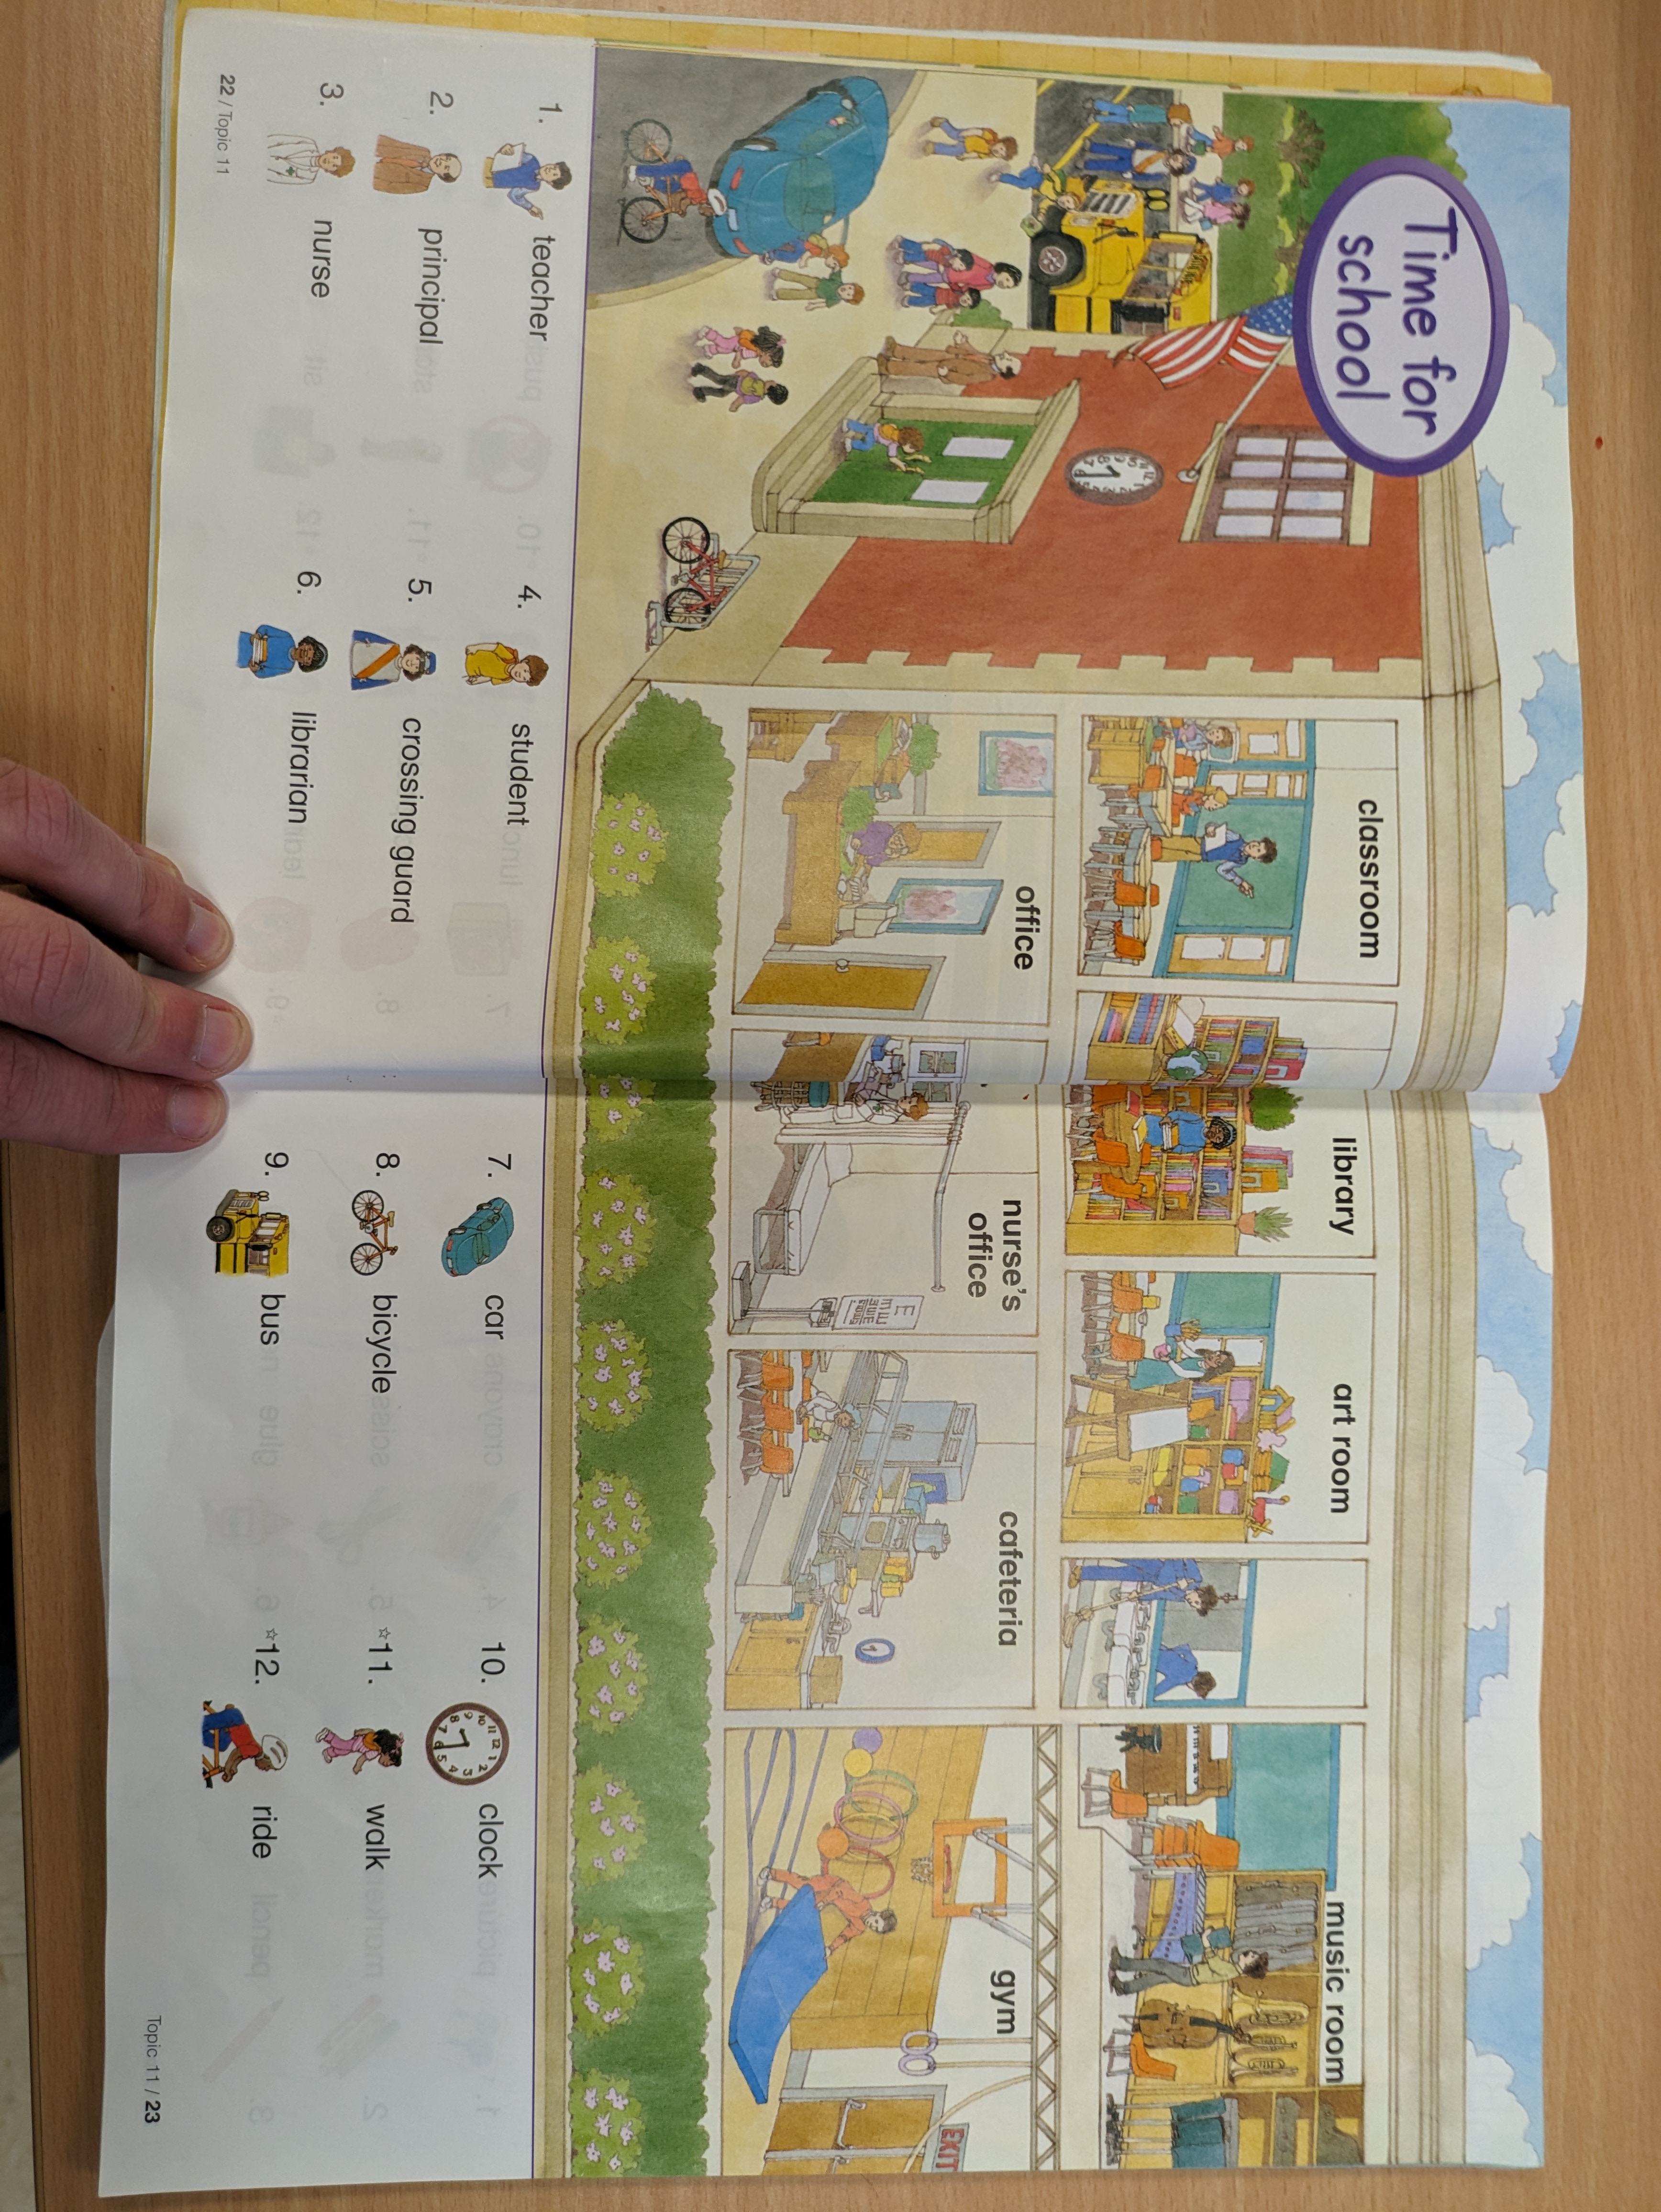 Time for
school
classroom
library
art room
music room
office
nurse's
office
cafeteria
gym
EXIT
1. teacher
2. principal
3. nurse
4. student
5. crossing guard
6. librarian
7. car
8. bicycle
9. bus
10. clock
☆11. walk
☆12. ride
22 / Topic 11
Topic 11 / 23